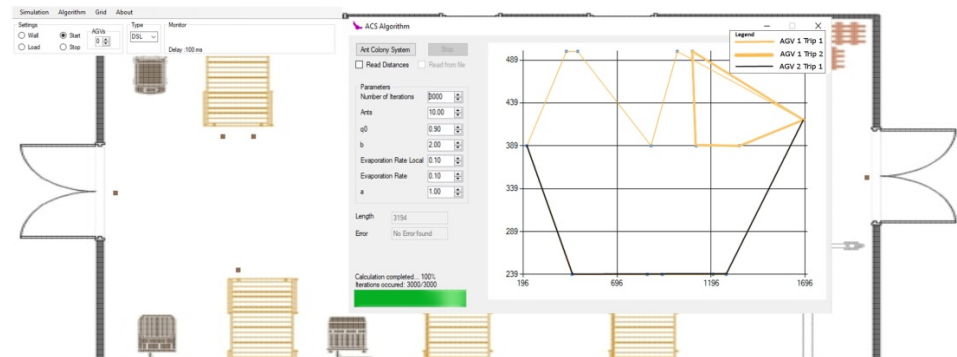 Simulation Algorithm Grid About
Settings
Wall
Start
Load
Stop
AGVs
0
Type
DSL
Monitor
Delay :100 ms
ACS Algorithm
Ant Colony System
Stop
Read Distances
Read from file
Parameters
Number of Iterations 3000
Ants 10.00
q0 0.90
b 2.00
Evaporation Rate Local 0.10
Evaporation Rate 0.10
a 1.00
Length 3194
Error No Error found
Calculation completed... 100%
Iterations occured: 3000/3000
Legend
AGV 1 Trip 1
AGV 1 Trip 2
AGV 2 Trip 1
489
439
389
339
289
239
196 696 1196 1696